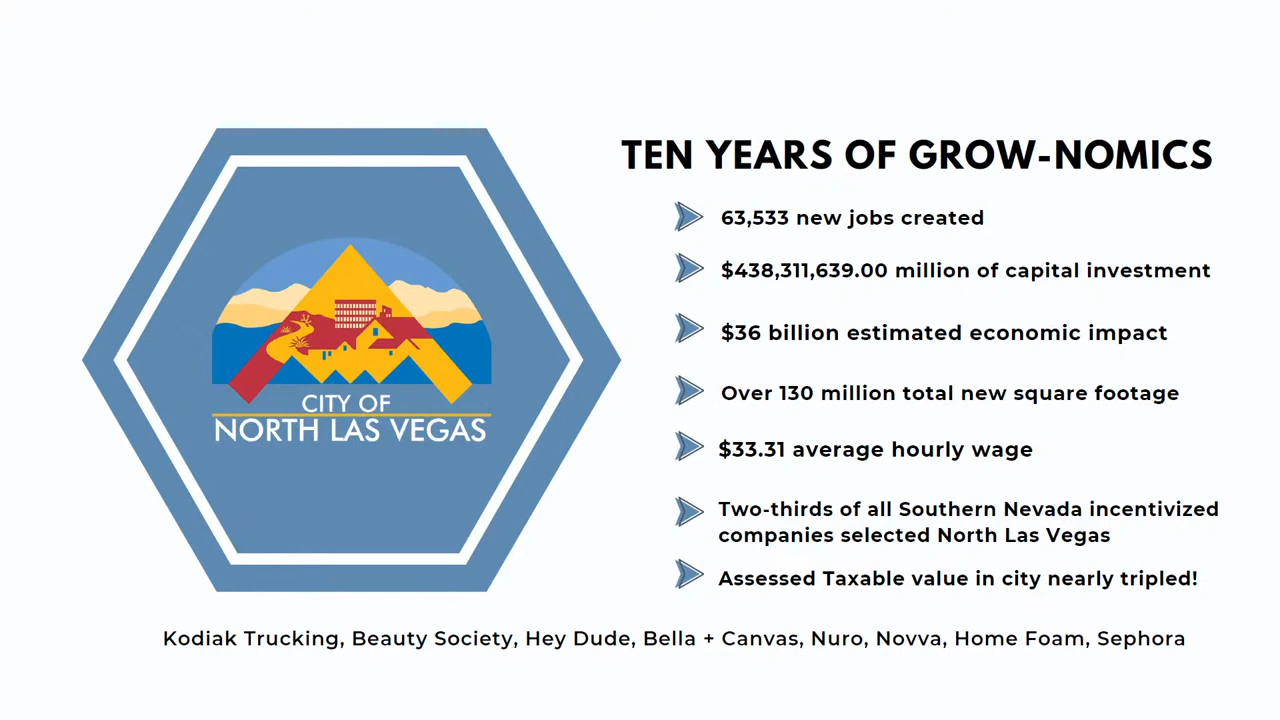 TEN YEARS OF GROW-NOMICS
63,533 new jobs created
$438,311,639.00 million of capital investment
$36 billion estimated economic impact
Over 130 million total new square footage
$33.31 average hourly wage
Two-thirds of all Southern Nevada incentivized
companies selected North Las Vegas
Assessed Taxable value in city nearly tripled!
CITY OF
NORTH LAS VEGAS
Kodiak Trucking, Beauty Society, Hey Dude, Bella + Canvas, Nuro, Novva, Home Foam, Sephora